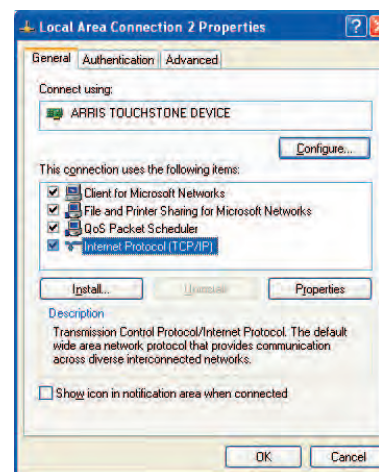 Local Area Connection 2 Properties
General Authentication Advanced
Connect using:
ARRIS TOUCHSTONE DEVICE
Configure...
This connection uses the following items:
Client for Microsoft Networks
File and Printer Sharing for Microsoft Networks
QoS Packet Scheduler
Internet Protocol (TCP/IP)
Install... Uninstall Properties
Description
Transmission Control Protocol/Internet Protocol. The default
wide area network protocol that provides communication
across diverse interconnected networks.
Show icon in notification area when connected
OK Cancel